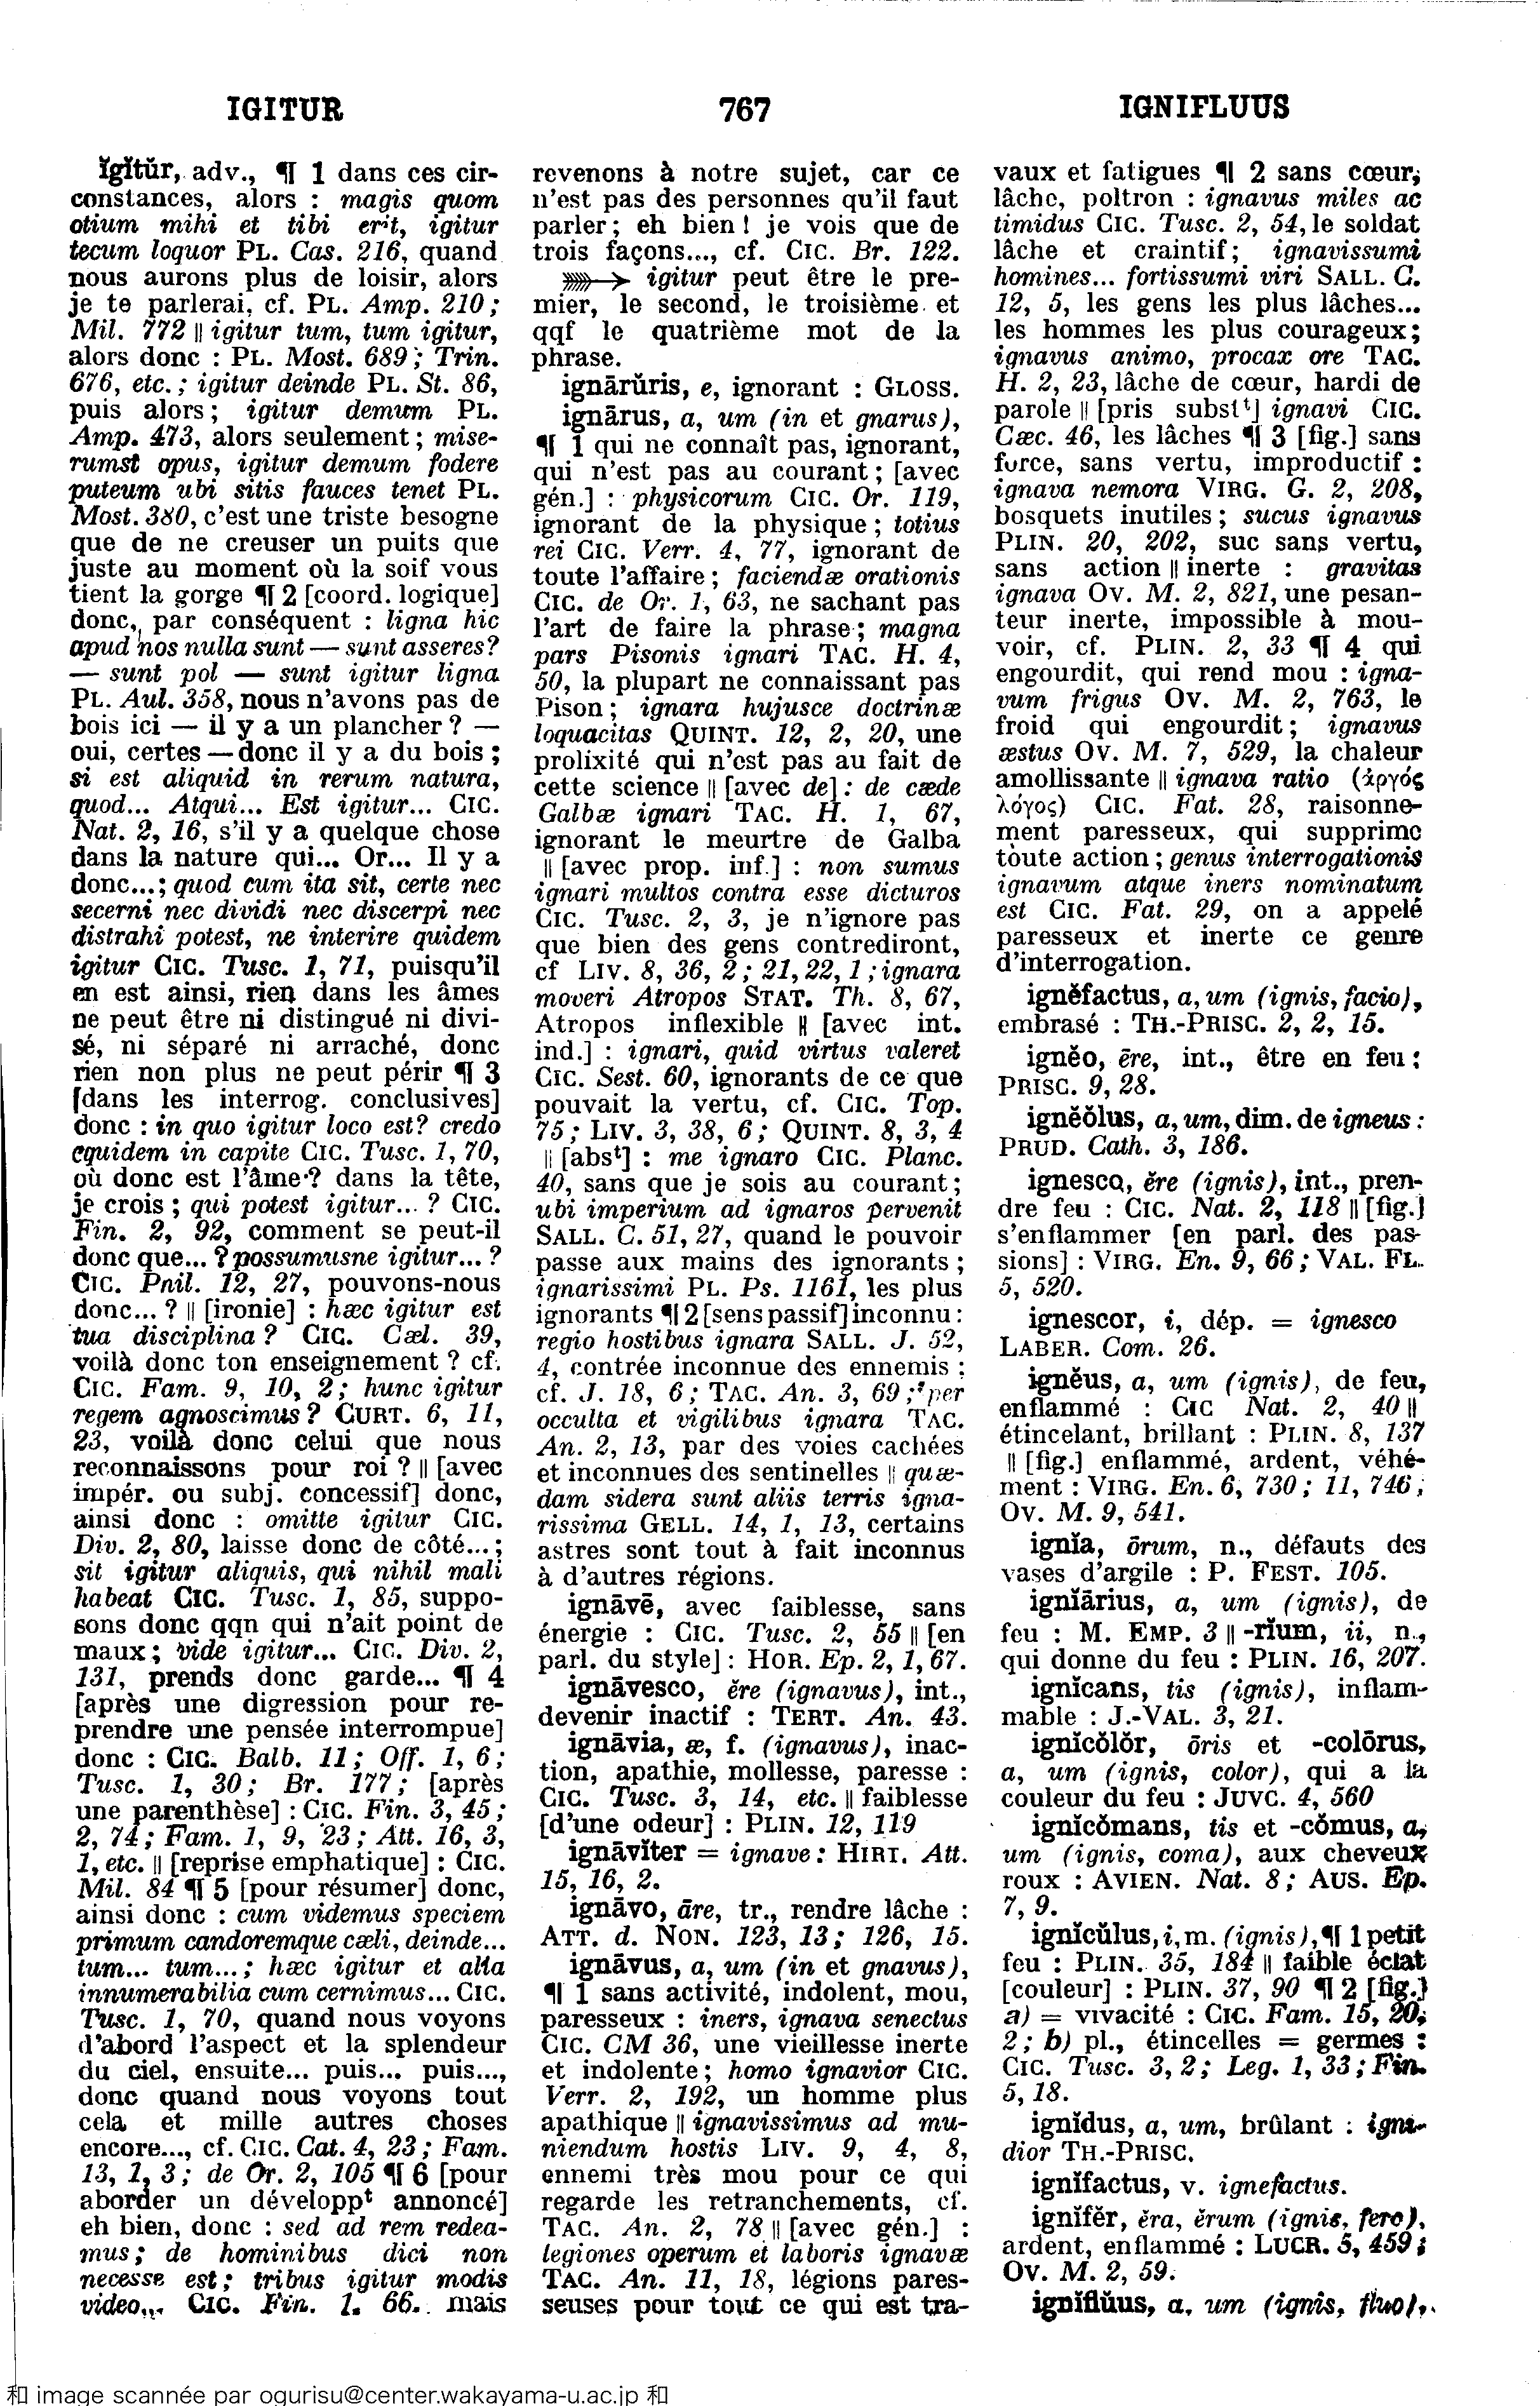 IGITUR
767
IGNIFLUUS
ĭgĭtŭr, adv., ¶ 1 dans ces cir-
constances, alors : magis quom
otium mihi et tibi erit, igitur
tecum loquor PL. Cas. 216, quand
nous aurons plus de loisir, alors
je te parlerai, cf. PL. Amp. 210 ;
Mil. 772 || igitur tum, tum igitur,
alors donc : PL. Most. 689 ; Trin.
676, etc. ; igitur deinde PL. St. 86,
puis alors ; igitur demum PL.
Amp. 473, alors seulement ; mise-
rumst opus, igitur demum fodere
puteum ubi sitis fauces tenet PL.
Most. 380, c'est une triste besogne
que de ne creuser un puits que
juste au moment où la soif vous
tient la gorge ¶ 2 [coord. logique]
donc, par conséquent : ligna hic
apud nos nulla sunt — sunt asseres?
— sunt pol — sunt igitur ligna
PL. Aul. 358, nous n'avons pas de
bois ici — il y a un plancher ? —
oui, certes — donc il y a du bois ;
si est aliquid in rerum natura,
quod... Atqui... Est igitur... CIC.
Nat. 2, 16, s'il y a quelque chose
dans la nature qui... Or... Il y a
donc...; quod cum ita sit, certe nec
secerni nec dividi nec discerpi nec
distrahi potest, ne interire quidem
igitur CIC. Tusc. 1, 71, puisqu'il
en est ainsi, rien dans les âmes
ne peut être ni distingué ni divi-
sé, ni séparé ni arraché, donc
rien non plus ne peut périr ¶ 3
[dans les interrog. conclusives]
donc : in quo igitur loco est? credo
equidem in capite CIC. Tusc. 1, 70,
où donc est l'âme ? dans la tête,
je crois ; qui potest igitur... ? CIC.
Fin. 2, 92, comment se peut-il
donc que... ? possumusne igitur... ?
CIC. Phil. 12, 27, pouvons-nous
donc... ? || [ironie] : hæc igitur est
tua disciplina ? CIC. Cæl. 39,
voilà donc ton enseignement ? cf.
CIC. Fam. 9, 10, 2 ; hunc igitur
regem agnoscimus ? CURT. 6, 11,
23, voilà donc celui que nous
reconnaissons pour roi ? || [avec
impér. ou subj. concessif] donc,
ainsi donc : omitte igitur CIC.
Div. 2, 80, laisse donc de côté...;
sit igitur aliquis, qui nihil mali
habeat CIC. Tusc. 1, 85, suppo-
sons donc qqn qui n'ait point de
maux ; vide igitur... CIC. Div. 2,
131, prends donc garde... ¶ 4
[après une digression pour re-
prendre une pensée interrompue]
donc : CIC. Balb. 11 ; Off. 1, 6 ;
Tusc. 1, 30 ; Br. 177 ; [après
une parenthèse] : CIC. Fin. 3, 45 ;
2, 74 ; Fam. 1, 9, 23 ; Att. 16, 3,
1, etc. || [reprise emphatique] : CIC.
Mil. 84 ¶ 5 [pour résumer] donc,
ainsi donc : cum videmus speciem
primum candoremque cæli, deinde...
tum... tum...; hæc igitur et alia
innumerabilia cum cernimus... CIC.
Tusc. 1, 70, quand nous voyons
d'abord l'aspect et la splendeur
du ciel, ensuite... puis... puis...,
donc quand nous voyons tout
cela et mille autres choses
encore..., cf. CIC. Cat. 4, 23 ; Fam.
13, 1, 3 ; de Or. 2, 105 ¶ 6 [pour
aborder un développᵗ annoncé]
eh bien, donc : sed ad rem redea-
mus ; de hominibus dici non
necesse est ; tribus igitur modis
video... CIC. Fin. 1. 66. mais
revenons à notre sujet, car ce
n'est pas des personnes qu'il faut
parler ; eh bien ! je vois que de
trois façons..., cf. CIC. Br. 122.
➳ igitur peut être le pre-
mier, le second, le troisième et
qqf le quatrième mot de la
phrase.
ignārŭris, e, ignorant : GLOSS.
ignārus, a, um (in et gnarus),
¶ 1 qui ne connaît pas, ignorant,
qui n'est pas au courant ; [avec
gén.] : physicorum CIC. Or. 119,
ignorant de la physique ; totius
rei CIC. Verr. 4, 77, ignorant de
toute l'affaire ; faciendæ orationis
CIC. de Or. 1, 63, ne sachant pas
l'art de faire la phrase ; magna
pars Pisonis ignari TAC. H. 4,
50, la plupart ne connaissant pas
Pison ; ignara hujusce doctrinæ
loquacitas QUINT. 12, 2, 20, une
prolixité qui n'est pas au fait de
cette science || [avec de] : de cæde
Galbæ ignari TAC. H. 1, 67,
ignorant le meurtre de Galba
|| [avec prop. inf.] : non sumus
ignari multos contra esse dicturos
CIC. Tusc. 2, 3, je n'ignore pas
que bien des gens contrediront,
cf LIV. 8, 36, 2 ; 21, 22, 1 ; ignara
moveri Atropos STAT. Th. 8, 67,
Atropos inflexible || [avec int.
ind.] : ignari, quid virtus valeret
CIC. Sest. 60, ignorants de ce que
pouvait la vertu, cf. CIC. Top.
75 ; LIV. 3, 38, 6 ; QUINT. 8, 3, 4
|| [absᵗ] : me ignaro CIC. Planc.
40, sans que je sois au courant ;
ubi imperium ad ignaros pervenit
SALL. C. 51, 27, quand le pouvoir
passe aux mains des ignorants ;
ignarissimi PL. Ps. 1161, les plus
ignorants ¶ 2 [sens passif] inconnu :
regio hostibus ignara SALL. J. 52,
4, contrée inconnue des ennemis ;
cf. J. 18, 6 ; TAC. An. 3, 69 ; per
occulta et vigilibus ignara TAC.
An. 2, 13, par des voies cachées
et inconnues des sentinelles || quæ-
dam sidera sunt aliis terris igna-
rissima GELL. 14, 1, 13, certains
astres sont tout à fait inconnus
à d'autres régions.
ignāvē, avec faiblesse, sans
énergie : CIC. Tusc. 2, 55 || [en
parl. du style] : HOR. Ep. 2, 1, 67.
ignāvesco, ĕre (ignavus), int.,
devenir inactif : TERT. An. 43.
ignāvia, æ, f. (ignavus), inac-
tion, apathie, mollesse, paresse :
CIC. Tusc. 3, 14, etc. || faiblesse
[d'une odeur] : PLIN. 12, 119
ignāvĭter = ignave : HIRT. Att.
15, 16, 2.
ignāvo, āre, tr., rendre lâche :
ATT. d. NON. 123, 13 ; 126, 15.
ignāvus, a, um (in et gnavus),
¶ 1 sans activité, indolent, mou,
paresseux : iners, ignava senectus
CIC. CM 36, une vieillesse inerte
et indolente ; homo ignavior CIC.
Verr. 2, 192, un homme plus
apathique || ignavissimus ad mu-
niendum hostis LIV. 9, 4, 8,
ennemi très mou pour ce qui
regarde les retranchements, cf.
TAC. An. 2, 78 || [avec gén.] :
legiones operum et laboris ignavæ
TAC. An. 11, 18, légions pares-
seuses pour tout ce qui est tra-
vaux et fatigues ¶ 2 sans cœur,
lâche, poltron : ignavus miles ac
timidus CIC. Tusc. 2, 54, le soldat
lâche et craintif ; ignavissumi
homines... fortissumi viri SALL. C.
12, 5, les gens les plus lâches...
les hommes les plus courageux ;
ignavus animo, procax ore TAC.
H. 2, 23, lâche de cœur, hardi de
parole || [pris substᵗ] ignavi CIC.
Cæc. 46, les lâches ¶ 3 [fig.] sans
force, sans vertu, improductif :
ignava nemora VIRG. G. 2, 208,
bosquets inutiles ; sucus ignavus
PLIN. 20, 202, suc sans vertu,
sans action || inerte : gravitas
ignava OV. M. 2, 821, une pesan-
teur inerte, impossible à mou-
voir, cf. PLIN. 2, 33 ¶ 4 qui
engourdit, qui rend mou : igna-
vum frigus OV. M. 2, 763, le
froid qui engourdit ; ignavus
æstus OV. M. 7, 529, la chaleur
amollissante || ignava ratio (ἀργός
λόγος) CIC. Fat. 28, raisonne-
ment paresseux, qui supprime
toute action ; genus interrogationis
ignavum atque iners nominatum
est CIC. Fat. 29, on a appelé
paresseux et inerte ce genre
d'interrogation.
ignĕfactus, a, um (ignis, facio),
embrasé : TH.-PRISC. 2, 2, 15.
ignĕo, ēre, int., être en feu :
PRISC. 9, 28.
ignĕŏlus, a, um, dim. de igneus :
PRUD. Cath. 3, 186.
ignesco, ĕre (ignis), int., pren-
dre feu : CIC. Nat. 2, 118 || [fig.]
s'enflammer [en parl. des pas-
sions] : VIRG. En. 9, 66 ; VAL. FL.
5, 520.
ignescor, i, dép. = ignesco
LABER. Com. 26.
ignĕus, a, um (ignis), de feu,
enflammé : CIC Nat. 2, 40 ||
étincelant, brillant : PLIN. 8, 137
|| [fig.] enflammé, ardent, véhé-
ment : VIRG. En. 6, 730 ; 11, 746 ;
OV. M. 9, 541.
ignĭa, ōrum, n., défauts des
vases d'argile : P. FEST. 105.
ignĭārius, a, um (ignis), de
feu : M. EMP. 3 || -rĭum, ii, n.,
qui donne du feu : PLIN. 16, 207.
ignĭcans, tis (ignis), inflam-
mable : J.-VAL. 3, 21.
ignĭcŏlŏr, ōris et -colōrus,
a, um (ignis, color), qui a la
couleur du feu : JUVC. 4, 560
ignĭcŏmans, tis et -cŏmus, a,
um (ignis, coma), aux cheveux
roux : AVIEN. Nat. 8 ; AUS. Ep.
7, 9.
ignĭcŭlus, i, m. (ignis), ¶ 1 petit
feu : PLIN. 35, 184 || faible éclat
[couleur] : PLIN. 37, 90 ¶ 2 [fig.]
a) = vivacité : CIC. Fam. 15, 20,
2 ; b) pl., étincelles = germes :
CIC. Tusc. 3, 2 ; Leg. 1, 33 ; Fin.
5, 18.
ignĭdus, a, um, brûlant : igni-
dior TH.-PRISC.
ignĭfactus, v. ignefactus.
ignĭfĕr, ĕra, ĕrum (ignis, fero),
ardent, enflammé : LUCR. 5, 459 ;
OV. M. 2, 59.
ignĭflŭus, a, um (ignis, fluo),
和 image scannée par ogurisu@center.wakayama-u.ac.jp 和